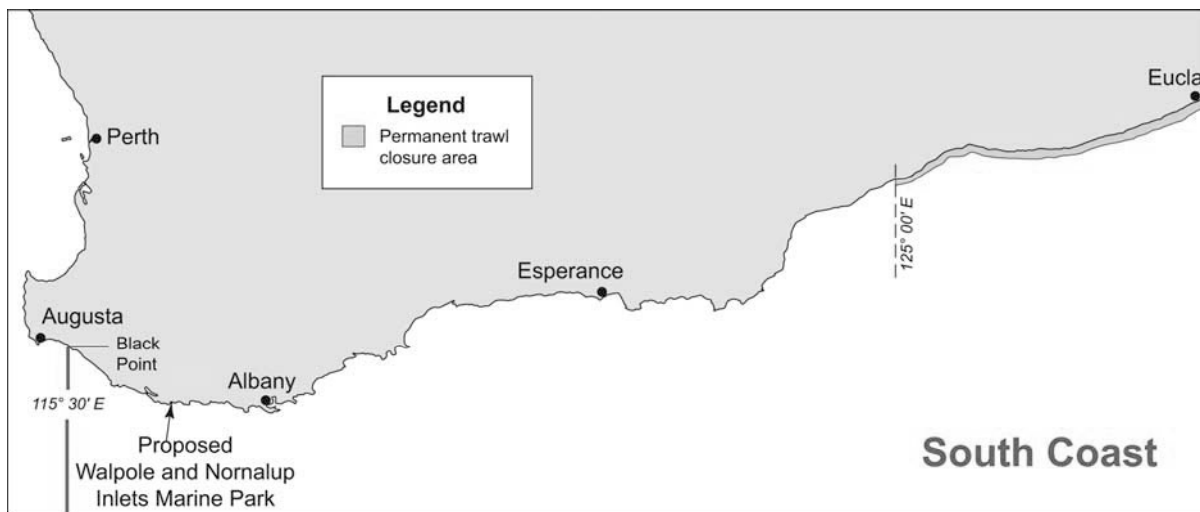 Eucla
Legend
Permanent trawl
closure area
Perth
125° 00' E
Esperance
Augusta
Black
Point
Albany
115° 30' E
Proposed
Walpole and Nornalup
Inlets Marine Park
South Coast